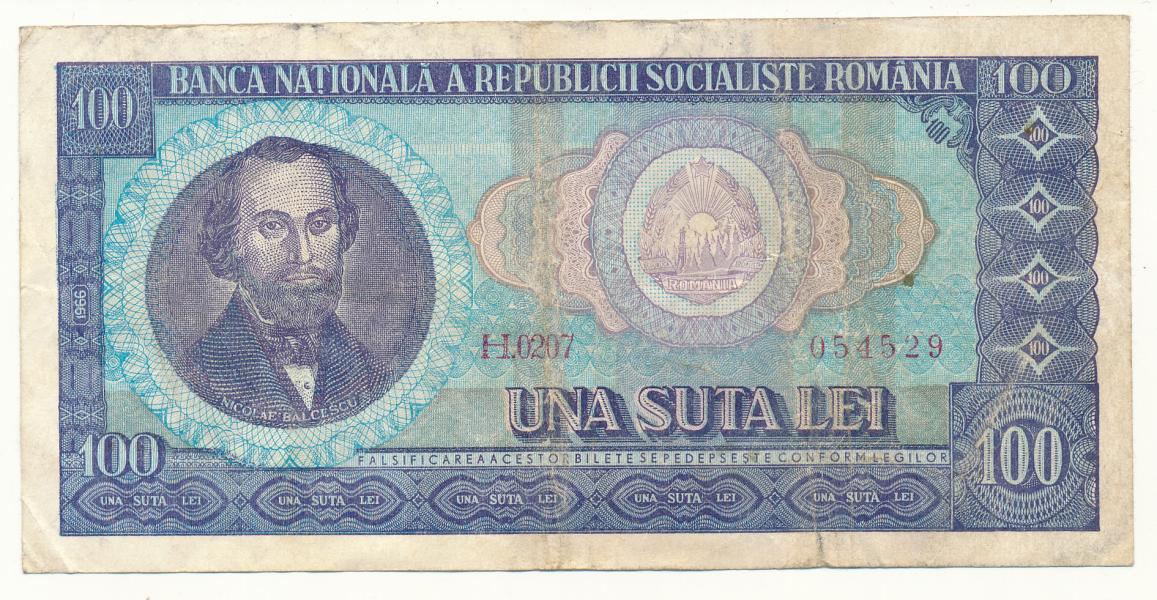 BANCA NAȚIONALĂ A REPUBLICII SOCIALISTE ROMÂNIA
100
100
100
100
100
1966
ROMANIA
100
100
H.0207
054529
NICOLAE BALCESCU
UNA SUTA LEI
100
FALSIFICAREA ACESTOR BILETE SE PEDEPSESTE CONFORM LEGILOR
100
UNA SUTA LEI
UNA SUTA LEI
UNA SUTA LEI
UNA SUTA LEI
UNA SUTA LEI